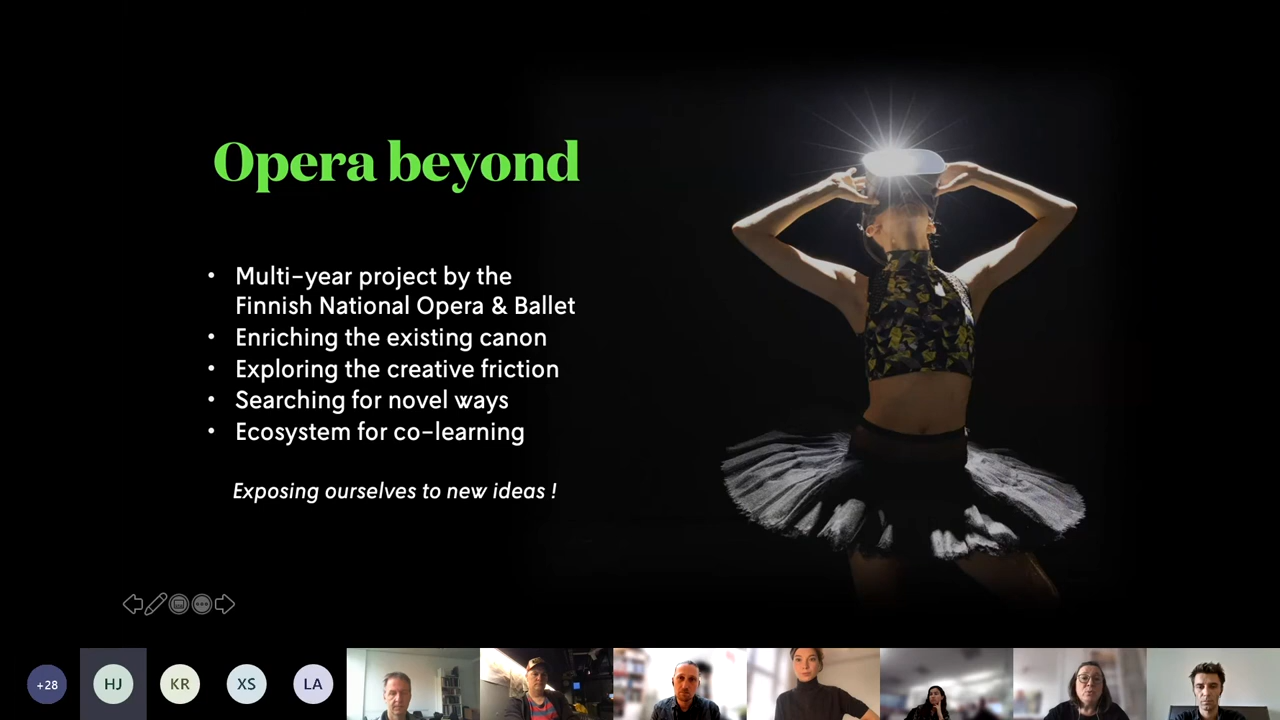 Opera beyond
• Multi-year project by the
Finnish National Opera & Ballet
• Enriching the existing canon
• Exploring the creative friction
• Searching for novel ways
• Ecosystem for co-learning
Exposing ourselves to new ideas !
+28 HJ KR XS LA